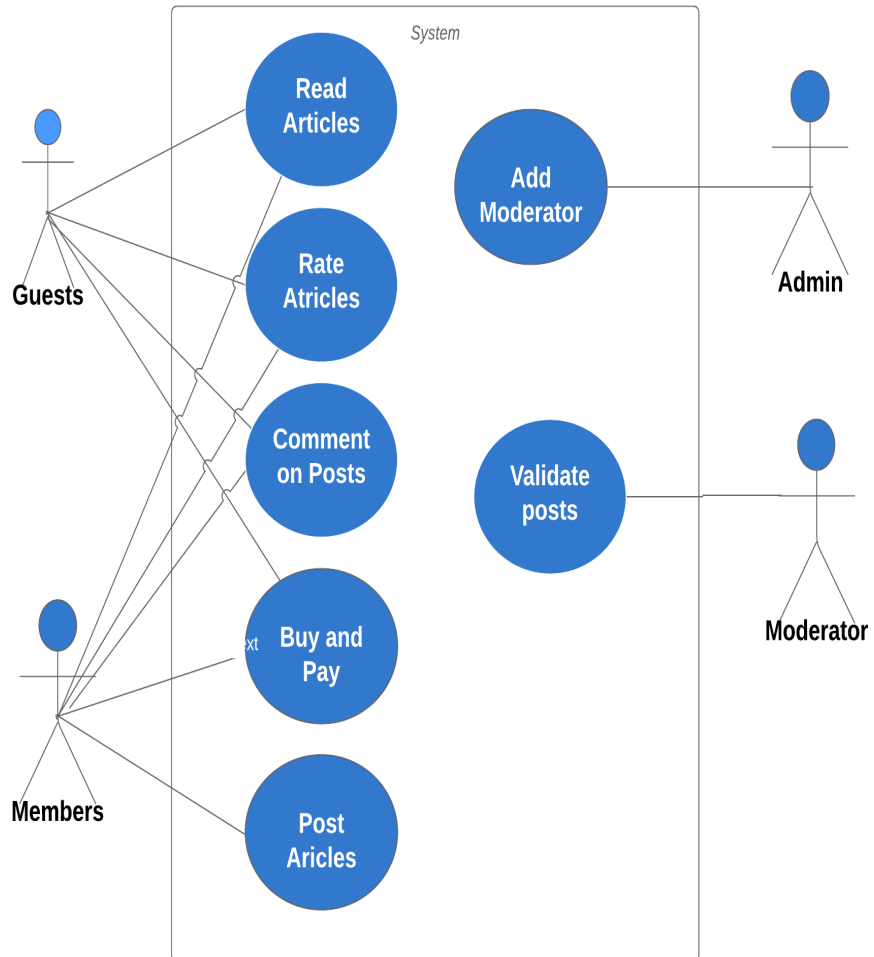 System
Read
Articles
Add
Moderator
Guests
Rate
Atricles
Admin
Comment
on Posts
Validate
posts
Moderator
ext
Buy and
Pay
Members
Post
Aricles